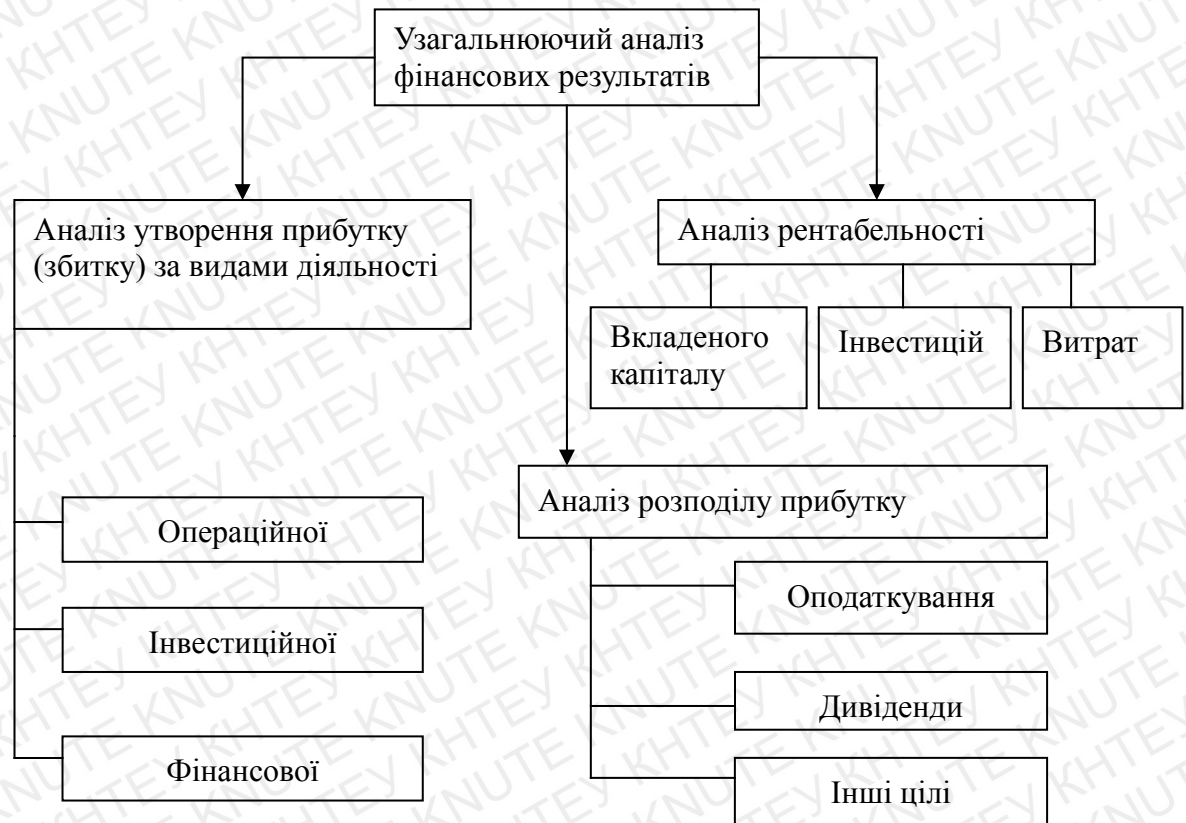 Узагальнюючий аналіз
фінансових результатів
Аналіз утворення прибутку
(збитку) за видами діяльності
Операційної
Інвестиційної
Фінансової
Аналіз рентабельності
Вкладеного
капіталу
Інвестицій
Витрат
Аналіз розподілу прибутку
Оподаткування
Дивіденди
Інші цілі